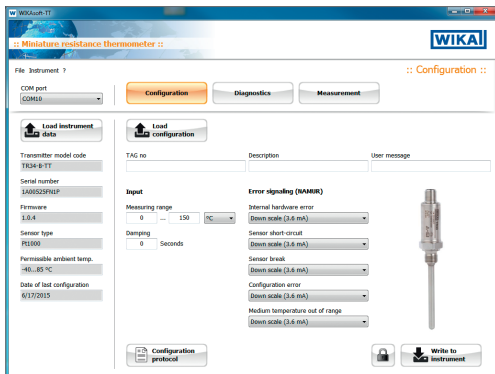 WIKAsoft-TT
:: Miniature resistance thermometer ::
WIKA
File Instrument ?
:: Configuration ::
COM port
COM10
Configuration
Diagnostics
Measurement
Load instrument
data
Load
configuration
Transmitter model code
TR34-B-TT
TAG no
Description
User message
Serial number
1A00525FN1P
Input
Error signaling (NAMUR)
Firmware
1.0.4
Measuring range
0 ... 150 °C
Internal hardware error
Down scale (3.6 mA)
Sensor type
Pt1000
Damping
0 Seconds
Sensor short-circuit
Down scale (3.6 mA)
Permissible ambient temp.
-40...85 °C
Sensor break
Down scale (3.6 mA)
Date of last configuration
6/17/2015
Configuration error
Down scale (3.6 mA)
Medium temperature out of range
Down scale (3.6 mA)
Configuration
protocol
Write to
instrument